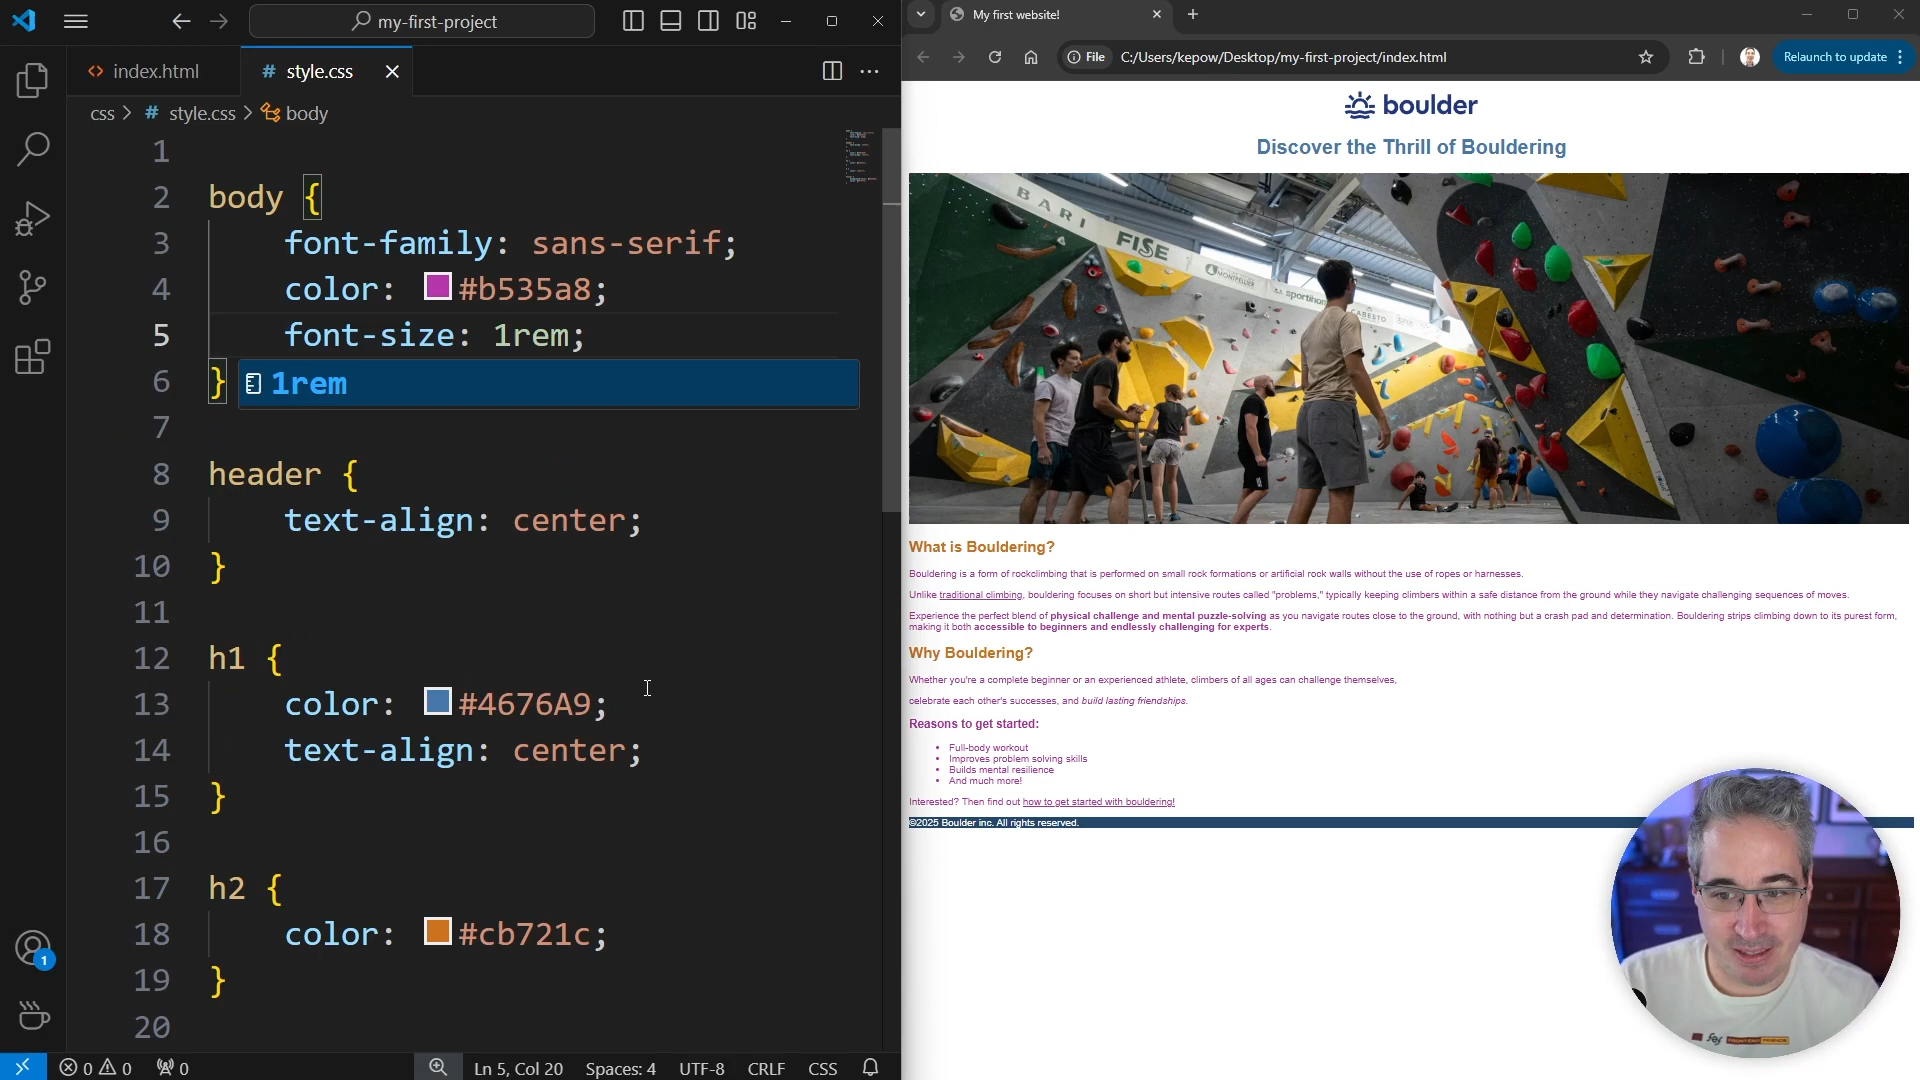 my-first-project
index.html
# style.css
css > # style.css > body
1
2 body {
3 font-family: sans-serif;
4 color: #b535a8;
5 font-size: 1rem;
6 }
1rem
7
8 header {
9 text-align: center;
10 }
11
12 h1 {
13 color: #4676A9;
14 text-align: center;
15 }
16
17 h2 {
18 color: #cb721c;
19 }
20
1
0 0 0 Ln 5, Col 20 Spaces: 4 UTF-8 CRLF CSS
My first website!
File C:/Users/kepow/Desktop/my-first-project/index.html
Relaunch to update
boulder
Discover the Thrill of Bouldering
BARI FISE
MONTPELLIER
sportihom
CABESTO
What is Bouldering?
Bouldering is a form of rockclimbing that is performed on small rock formations or artificial rock walls without the use of ropes or harnesses.
Unlike traditional climbing, bouldering focuses on short but intensive routes called "problems," typically keeping climbers within a safe distance from the ground while they navigate challenging sequences of moves.
Experience the perfect blend of physical challenge and mental puzzle-solving as you navigate routes close to the ground, with nothing but a crash pad and determination. Bouldering strips climbing down to its purest form,
making it both accessible to beginners and endlessly challenging for experts.
Why Bouldering?
Whether you're a complete beginner or an experienced athlete, climbers of all ages can challenge themselves,
celebrate each other's successes, and build lasting friendships.
Reasons to get started:
• Full-body workout
• Improves problem solving skills
• Builds mental resilience
• And much more!
Interested? Then find out how to get started with bouldering!
©2025 Boulder inc. All rights reserved.
FRONT-END FRIENDS